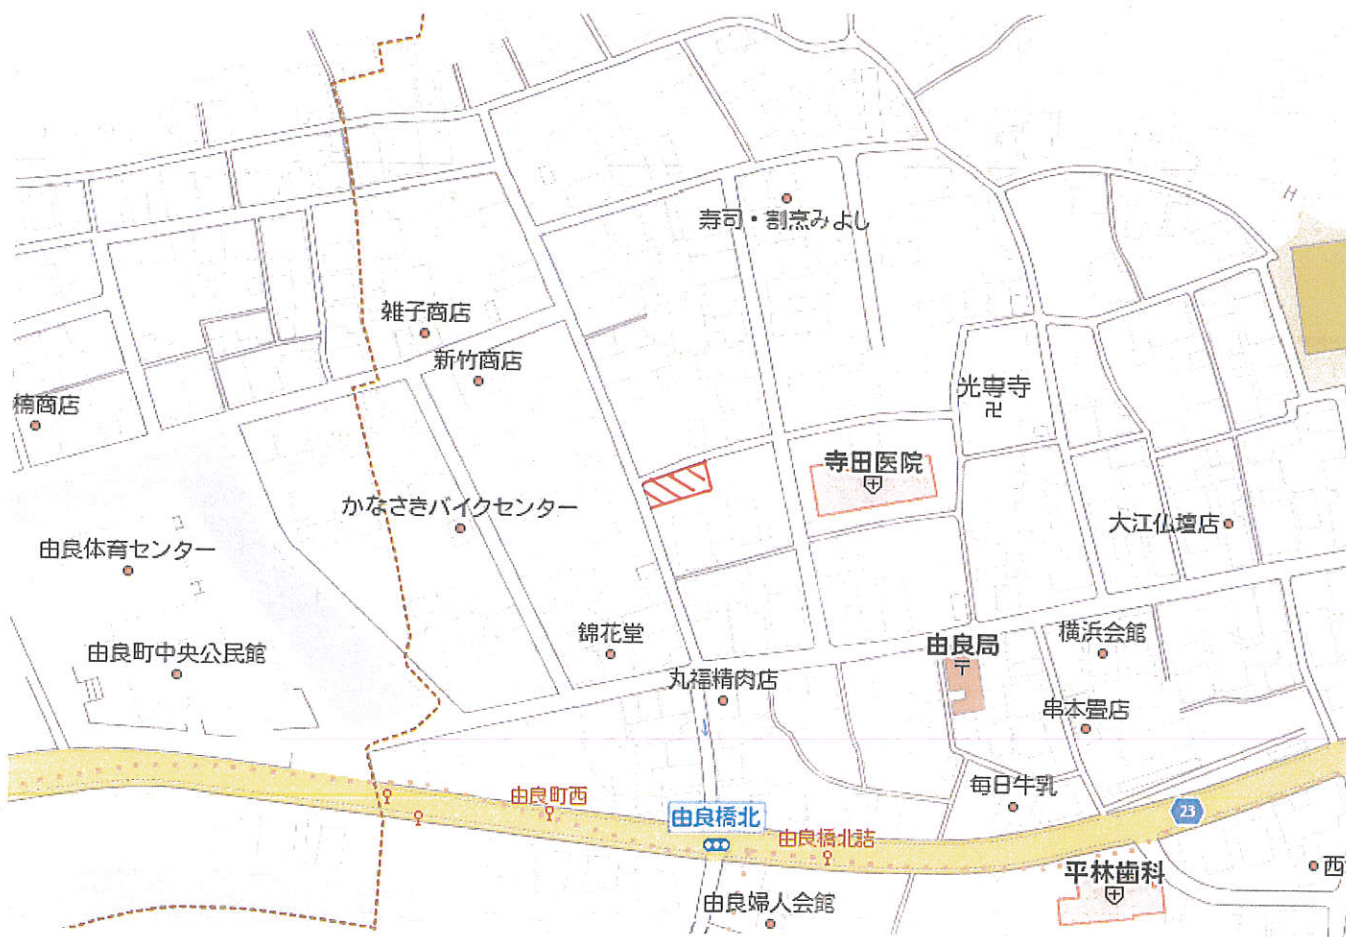 寿司・割烹みよし
雑子商店
新竹商店
楠商店
光専寺
寺田医院
かなさきバイクセンター
大江仏壇店
由良体育センター
錦花堂
由良局
横浜会館
由良町中央公民館
丸福精肉店
串本畳店
由良町西
毎日牛乳
由良橋北
23
由良橋北詰
平林歯科
西
由良婦人会館